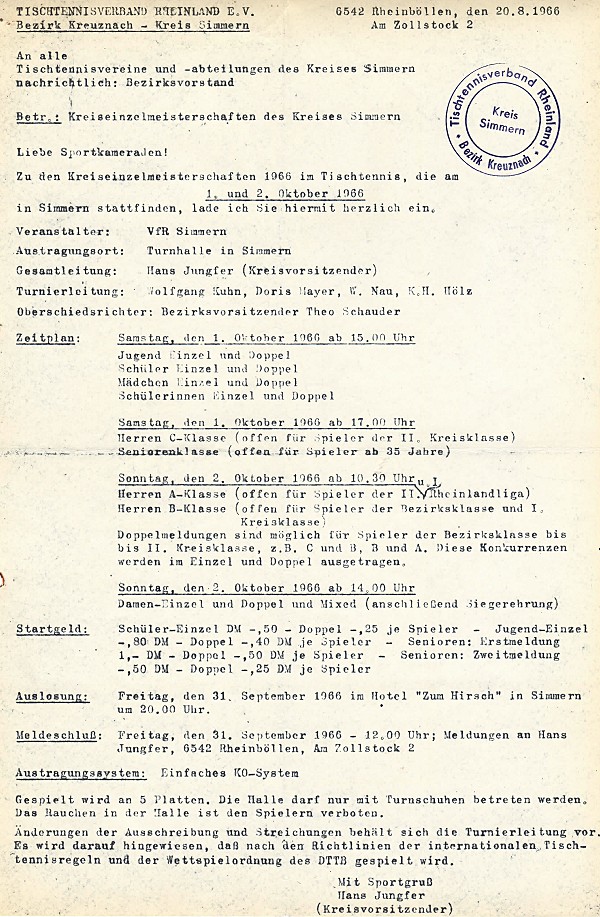 TISCHTENNISVERBAND RHEINLAND E.V.
Bezirk Kreuznach - Kreis Simmern
6542 Rheinböllen, den 20.8.1966
Am Zollstock 2
An alle
Tischtennisvereine und -abteilungen des Kreises Simmern
nachrichtlich: Bezirksvorstand
Tischtennisverband Rheinland
Kreis
Simmern
* Bezirk Kreuznach *
Betr.: Kreiseinzelmeisterschaften des Kreises Simmern
Liebe Sportkameraden!
Zu den Kreiseinzelmeisterschaften 1966 im Tischtennis, die am
1. und 2. Oktober 1966
in Simmern stattfinden, lade ich Sie hiermit herzlich ein.
Veranstalter: VfR Simmern
Austragungsort: Turnhalle in Simmern
Gesamtleitung: Hans Jungfer (Kreisvorsitzender)
Turnierleitung: Wolfgang Kuhn, Doris Mayer, W. Nau, K.H. Hölz
Oberschiedsrichter: Bezirksvorsitzender Theo Schauder
Zeitplan: Samstag, den 1. Oktober 1966 ab 15.00 Uhr
Jugend Einzel und Doppel
Schüler Einzel und Doppel
Mädchen Einzel und Doppel
Schülerinnen Einzel und Doppel
Samstag, den 1. Oktober 1966 ab 17.00 Uhr
Herren C-Klasse (offen für Spieler der II. Kreisklasse)
Seniorenklasse (offen für Spieler ab 35 Jahre)
Sonntag, den 2. Oktober 1966 ab 10.30 Uhr
Herren A-Klasse (offen für Spieler der II. u. I. Rheinlandliga)
Herren B-Klasse (offen für Spieler der Bezirksklasse und I.
Kreisklasse)
Doppelmeldungen sind möglich für Spieler der Bezirksklasse bis
bis II. Kreisklasse, z.B. C und B, B und A. Diese Konkurrenzen
werden im Einzel und Doppel ausgetragen.
Sonntag, den 2. Oktober 1966 ab 14.00 Uhr
Damen-Einzel und Doppel und Mixed (anschließend Siegerehrung)
Startgeld: Schüler-Einzel DM -,50 - Doppel -,25 je Spieler - Jugend-Einzel
-,80 DM - Doppel -,40 DM je Spieler - Senioren: Erstmeldung
1,- DM - Doppel -,50 DM je Spieler - Senioren: Zweitmeldung
-,50 DM - Doppel -,25 DM je Spieler
Auslosung: Freitag, den 31. September 1966 im Hotel "Zum Hirsch" in Simmern
um 20.00 Uhr.
Meldeschluß: Freitag, den 31. September 1966 - 12.00 Uhr; Meldungen an Hans
Jungfer, 6542 Rheinböllen, Am Zollstock 2
Austragungssystem: Einfaches KO-System
Gespielt wird an 5 Platten. Die Halle darf nur mit Turnschuhen betreten werden.
Das Rauchen in der Halle ist den Spielern verboten.
Änderungen der Ausschreibung und Streichungen behält sich die Turnierleitung vor.
Es wird darauf hingewiesen, daß nach den Richtlinien der internationalen Tisch-
tennisregeln und der Wettspielordnung des DTTB gespielt wird.
Mit Sportgruß
Hans Jungfer
(Kreisvorsitzender)